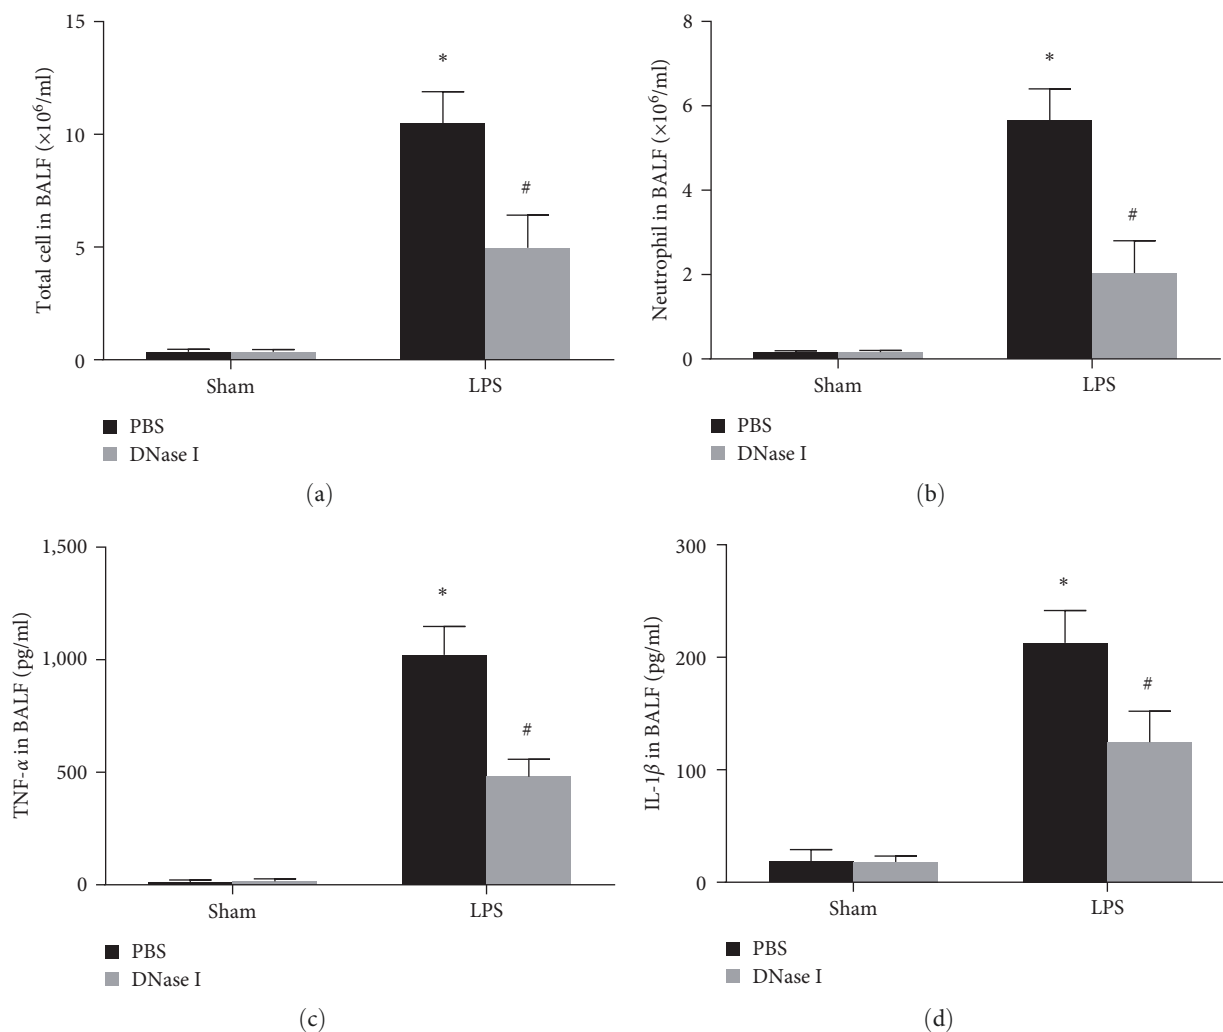 15
10
5
0
Total cell in BALF (×10⁶/ml)
*
#
Sham
LPS
PBS
DNase I
(a)
8
6
4
2
0
Neutrophil in BALF (×10⁶/ml)
*
#
Sham
LPS
PBS
DNase I
(b)
1,500
1,000
500
0
TNF-α in BALF (pg/ml)
*
#
Sham
LPS
PBS
DNase I
(c)
300
200
100
0
IL-1β in BALF (pg/ml)
*
#
Sham
LPS
PBS
DNase I
(d)